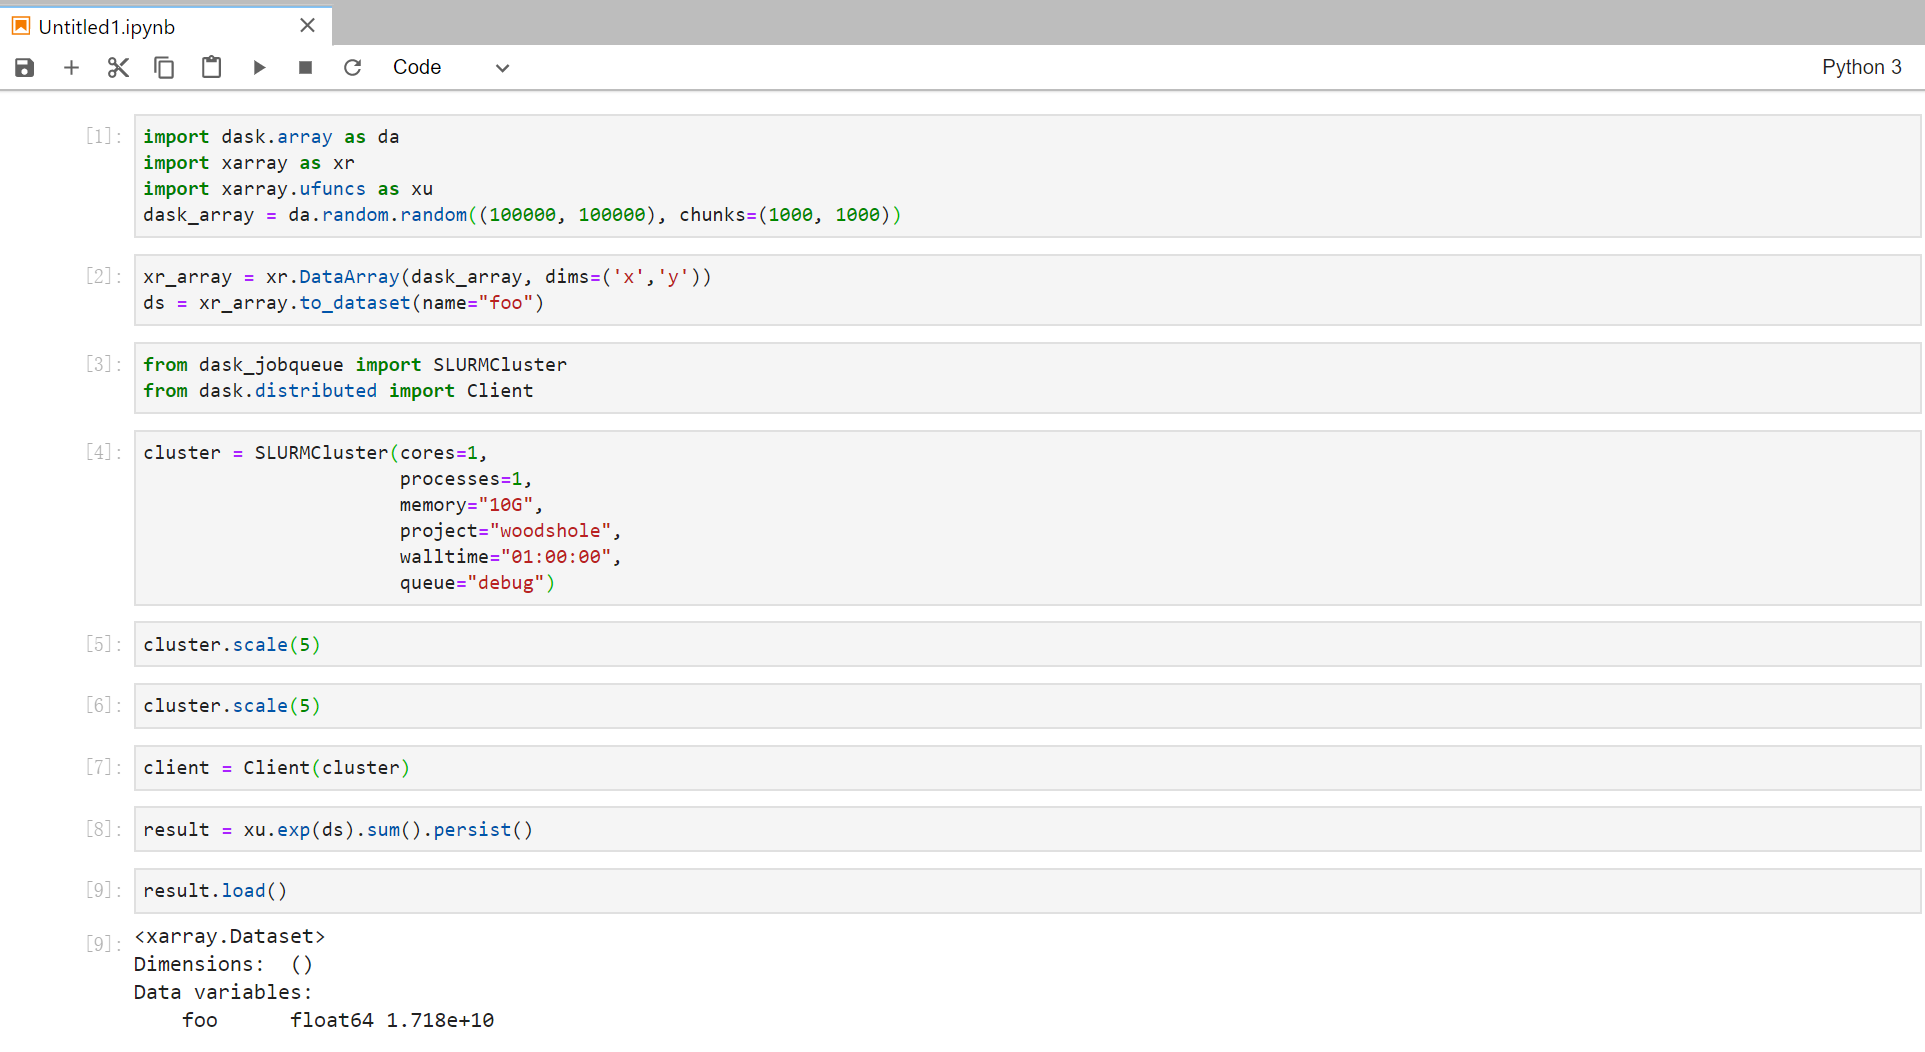 Untitled1.ipynb
Code
Python 3
[1]:
import dask.array as da
import xarray as xr
import xarray.ufuncs as xu
dask_array = da.random.random((100000, 100000), chunks=(1000, 1000))
[2]:
xr_array = xr.DataArray(dask_array, dims=('x','y'))
ds = xr_array.to_dataset(name="foo")
[3]:
from dask_jobqueue import SLURMCluster
from dask.distributed import Client
[4]:
cluster = SLURMCluster(cores=1,
                       processes=1,
                       memory="10G",
                       project="woodshole",
                       walltime="01:00:00",
                       queue="debug")
[5]:
cluster.scale(5)
[6]:
cluster.scale(5)
[7]:
client = Client(cluster)
[8]:
result = xu.exp(ds).sum().persist()
[9]:
result.load()
[9]:
<xarray.Dataset>
Dimensions:  ()
Data variables:
    foo      float64 1.718e+10